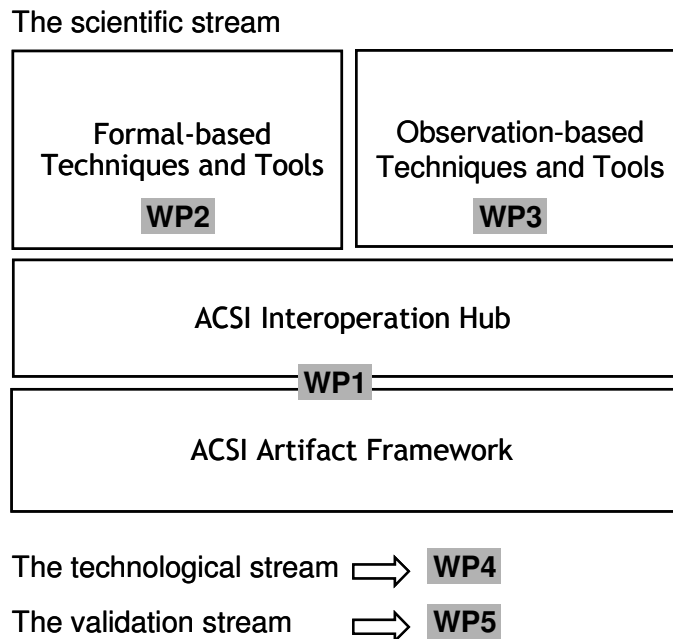 The scientific stream
Formal-based
Techniques and Tools
WP2
Observation-based
Techniques and Tools
WP3
ACSI Interoperation Hub
WP1
ACSI Artifact Framework
The technological stream WP4
The validation stream WP5